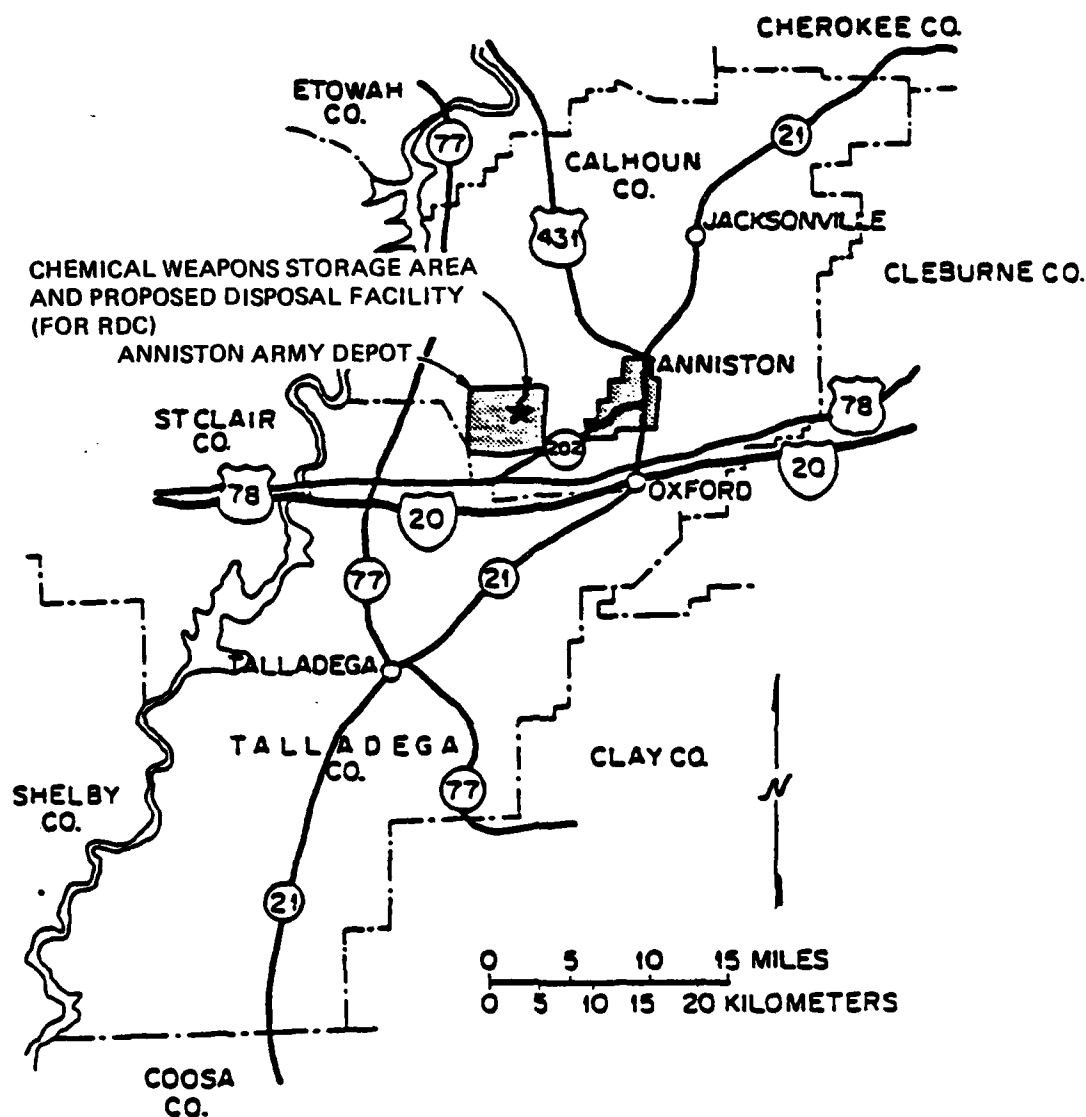 CHEROKEE CO.
ETOWAH
CO.
77
CALHOUN
CO.
21
431
JACKSONVILLE
CLEBURNE CO.
CHEMICAL WEAPONS STORAGE AREA
AND PROPOSED DISPOSAL FACILITY
(FOR RDC)
ANNISTON ARMY DEPOT
ANNISTON
ST CLAIR
CO.
78
202
78
20
20
OXFORD
77
21
TALLADEGA
TALLADEGA
CO.
CLAY CO.
77
SHELBY
CO.
N
21
0 5 10 15 MILES
0 5 10 15 20 KILOMETERS
COOSA
CO.